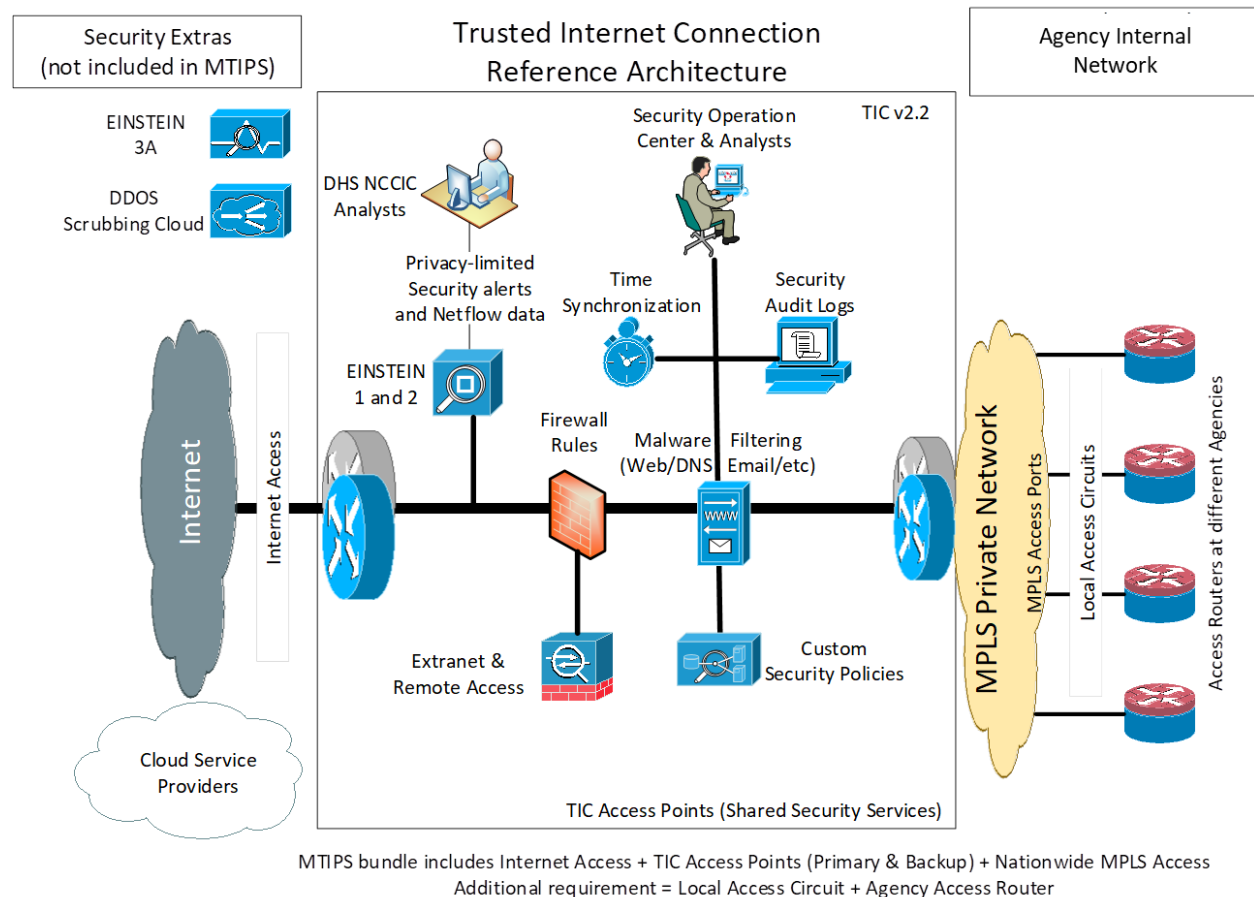 Security Extras
(not included in MTIPS)
Trusted Internet Connection
Reference Architecture
Agency Internal
Network
EINSTEIN
3A
DDOS
Scrubbing Cloud
TIC v2.2
Security Operation
Center & Analysts
DHS NCCIC
Analysts
Privacy-limited
Security alerts
and Netflow data
Time
Synchronization
Security
Audit Logs
EINSTEIN
1 and 2
Firewall
Rules
Malware Filtering
(Web/DNS Email/etc)
WWW
Internet
Internet Access
MPLS Private Network
MPLS Access Ports
Local Access Circuits
Access Routers at different Agencies
Extranet &
Remote Access
Custom
Security Policies
Cloud Service
Providers
TIC Access Points (Shared Security Services)
MTIPS bundle includes Internet Access + TIC Access Points (Primary & Backup) + Nationwide MPLS Access
Additional requirement = Local Access Circuit + Agency Access Router